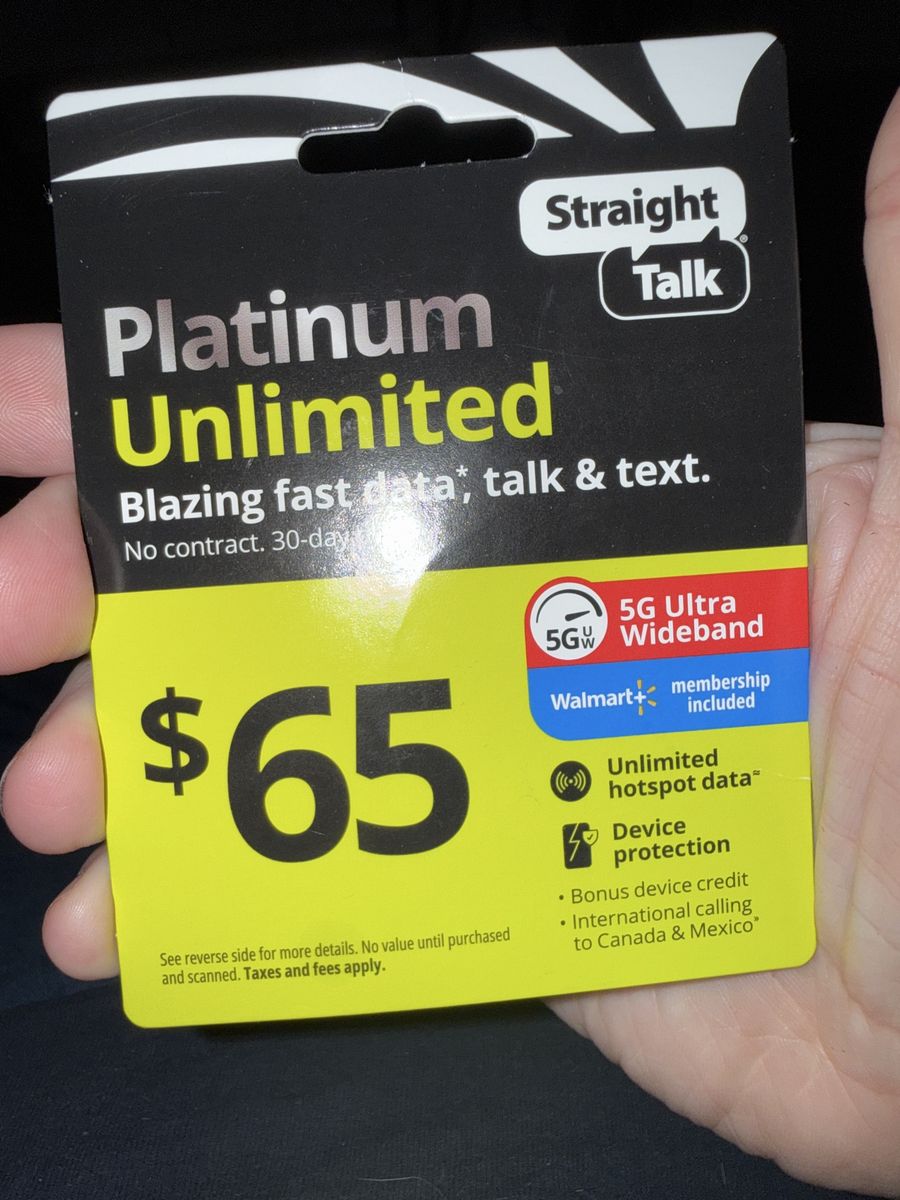 Straight
Talk
Platinum
Unlimited
Blazing fast data*, talk & text.
No contract. 30-day
5G UW
5G Ultra
Wideband
Walmart+
membership
included
$65
Unlimited
hotspot data≈
Device
protection
• Bonus device credit
• International calling
to Canada & Mexico»
See reverse side for more details. No value until purchased
and scanned. Taxes and fees apply.